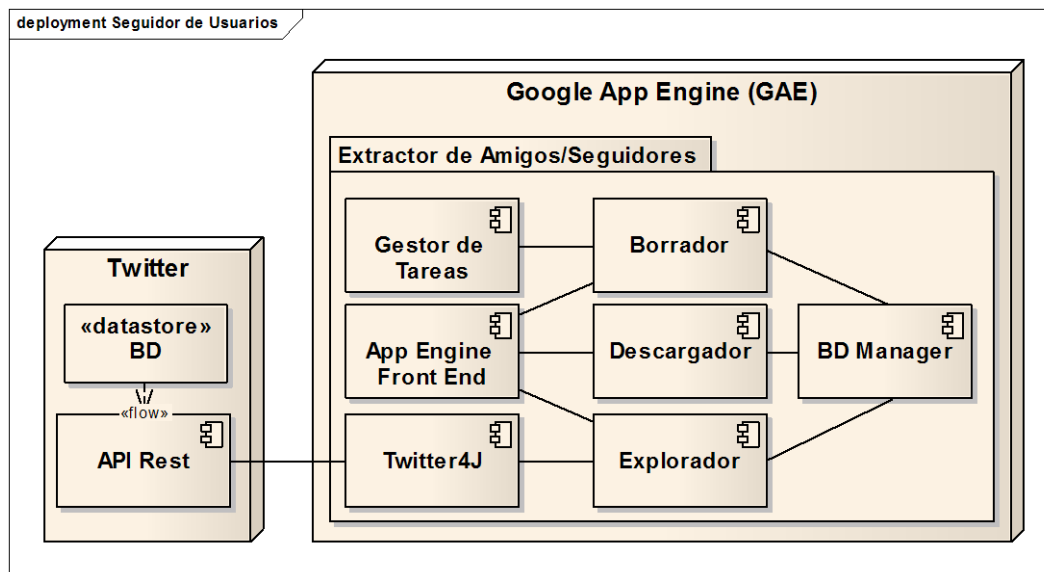 deployment Seguidor de Usuarios
Google App Engine (GAE)
Extractor de Amigos/Seguidores
Gestor de
Tareas
Borrador
Twitter
«datastore»
BD
App Engine
Front End
Descargador
BD Manager
«flow»
API Rest
Twitter4J
Explorador